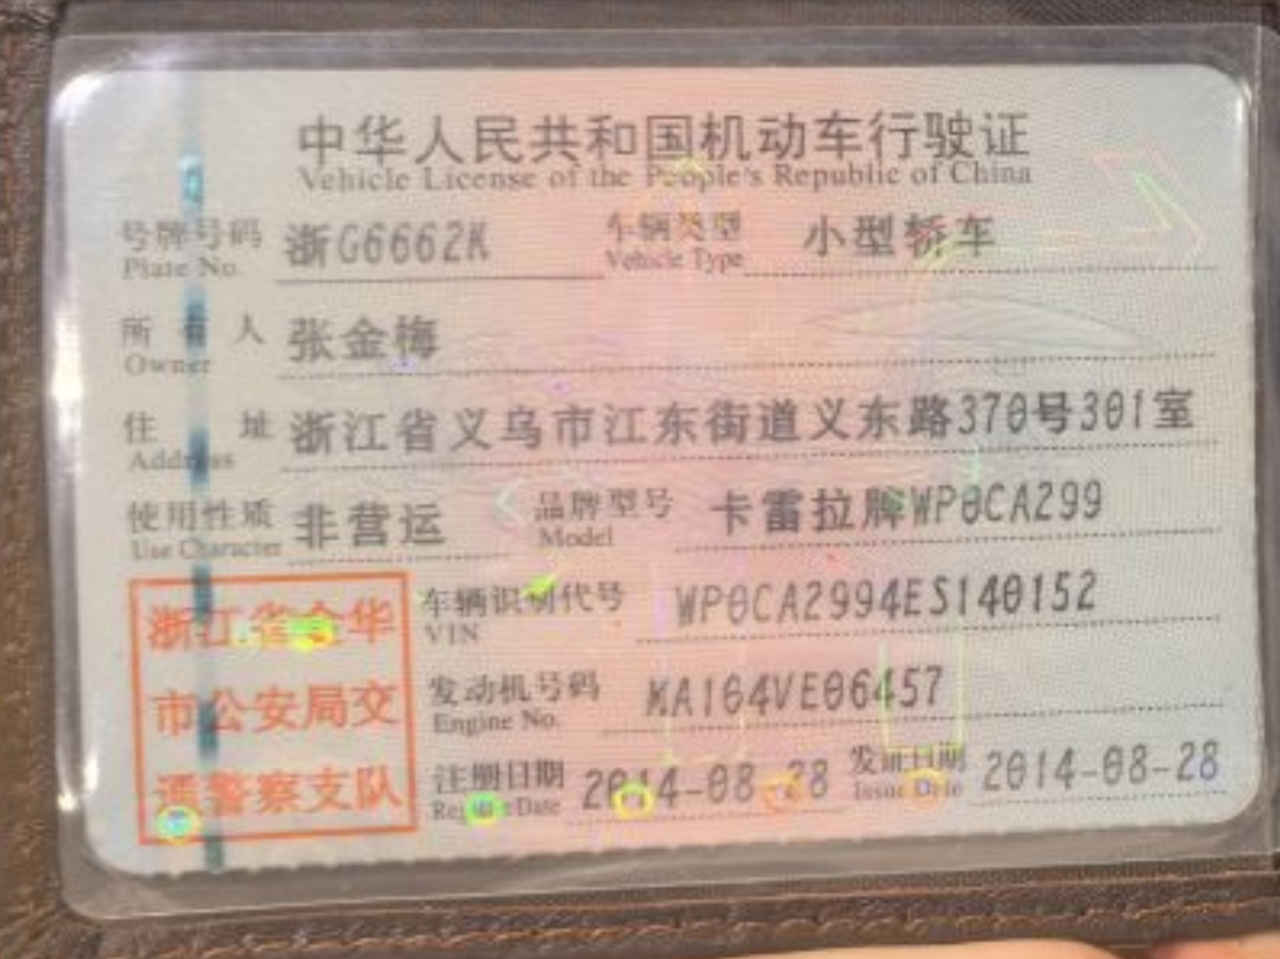 中华人民共和国机动车行驶证
Vehicle License of the People's Republic of China
号牌号码 浙G6662K 车辆类型 小型轿车
Plate No. Vehicle Type
所有人 张金梅
Owner
住址 浙江省义乌市江东街道义东路370号301室
Address
使用性质 非营运 品牌型号 卡雷拉牌WP0CA299
Use Character Model
浙江省金华
市公安局交
通警察支队
车辆识别代号 WP0CA2994ES140152
VIN
发动机号码 MA104VE06457
Engine No.
注册日期 2014-08-28 发证日期 2014-08-28
Register Date Issue Date